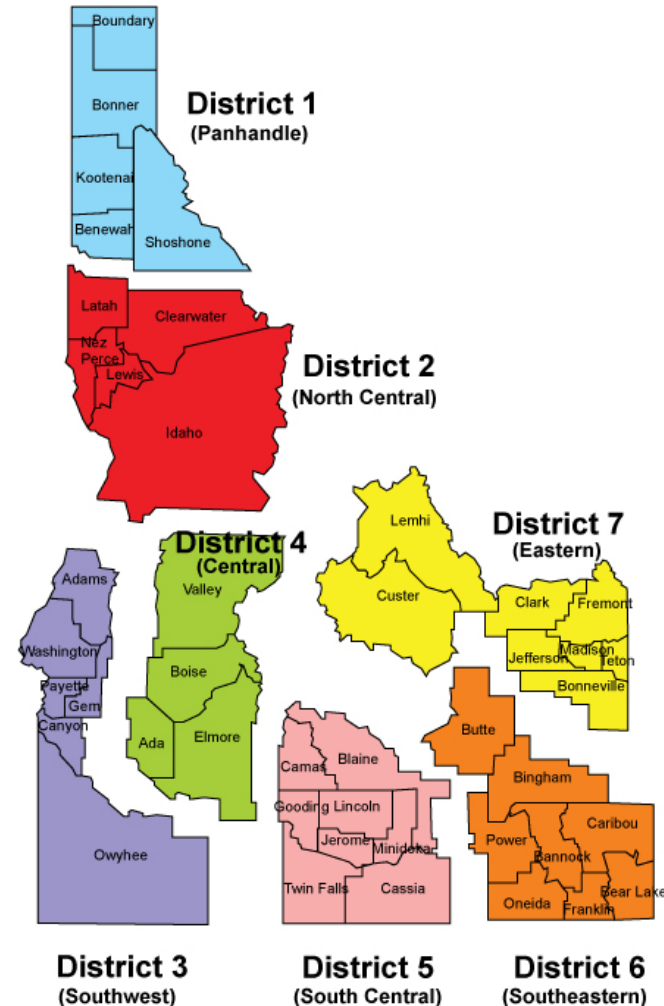 Boundary
Bonner
District 1
(Panhandle)
Kootenai
Benewah
Shoshone
Latah
Clearwater
Nez
Perce
Lewis
District 2
(North Central)
Idaho
Lemhi
District 7
(Eastern)
Custer
Clark
Fremont
Madison
Jefferson
Teton
Bonneville
District 4
(Central)
Adams
Valley
Washington
Boise
Payette
Gem
Canyon
Ada
Elmore
Owyhee
Butte
Camas
Blaine
Bingham
Gooding
Lincoln
Caribou
Jerome
Minidoka
Power
Bannock
Twin Falls
Cassia
Bear Lake
Oneida
Franklin
District 3
(Southwest)
District 5
(South Central)
District 6
(Southeastern)